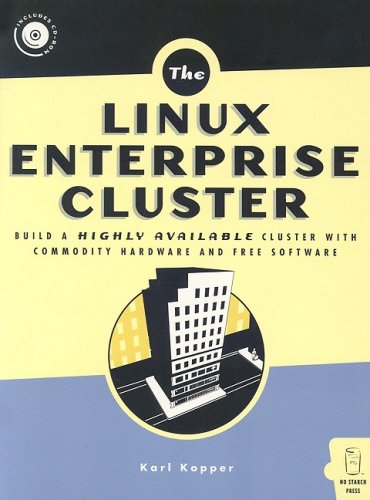 INCLUDES CD-ROM
The
LINUX
ENTERPRISE
CLUSTER
BUILD A HIGHLY AVAILABLE CLUSTER WITH
COMMODITY HARDWARE AND FREE SOFTWARE
Karl Kopper
NO STARCH
PRESS